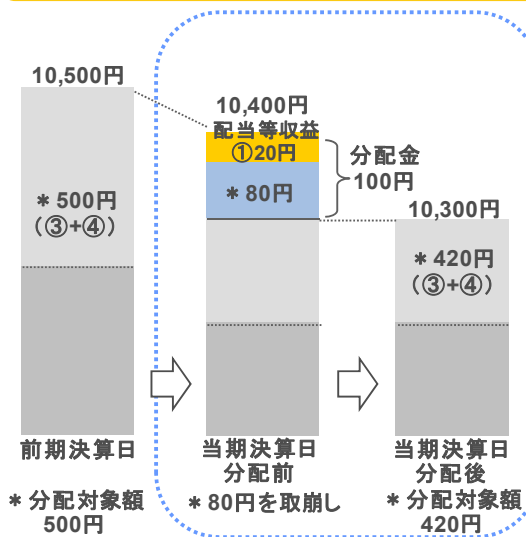 10,500円
＊500円
（③+④）
前期決算日
＊分配対象額
500円
10,400円
配当等収益
①20円
＊80円
分配金
100円
当期決算日
分配前
＊80円を取崩し
10,300円
＊420円
（③+④）
当期決算日
分配後
＊分配対象額
420円